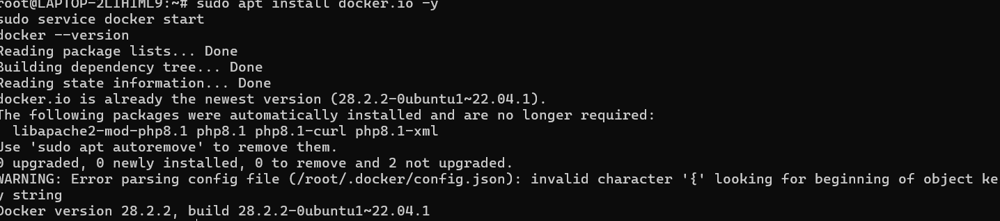 root@LAPTOP-2LIHIML9:~# sudo apt install docker.io -y
sudo service docker start
docker --version
Reading package lists... Done
Building dependency tree... Done
Reading state information... Done
docker.io is already the newest version (28.2.2-0ubuntu1~22.04.1).
The following packages were automatically installed and are no longer required:
  libapache2-mod-php8.1 php8.1 php8.1-curl php8.1-xml
Use 'sudo apt autoremove' to remove them.
0 upgraded, 0 newly installed, 0 to remove and 2 not upgraded.
WARNING: Error parsing config file (/root/.docker/config.json): invalid character '{' looking for beginning of object ke
y string
Docker version 28.2.2, build 28.2.2-0ubuntu1~22.04.1